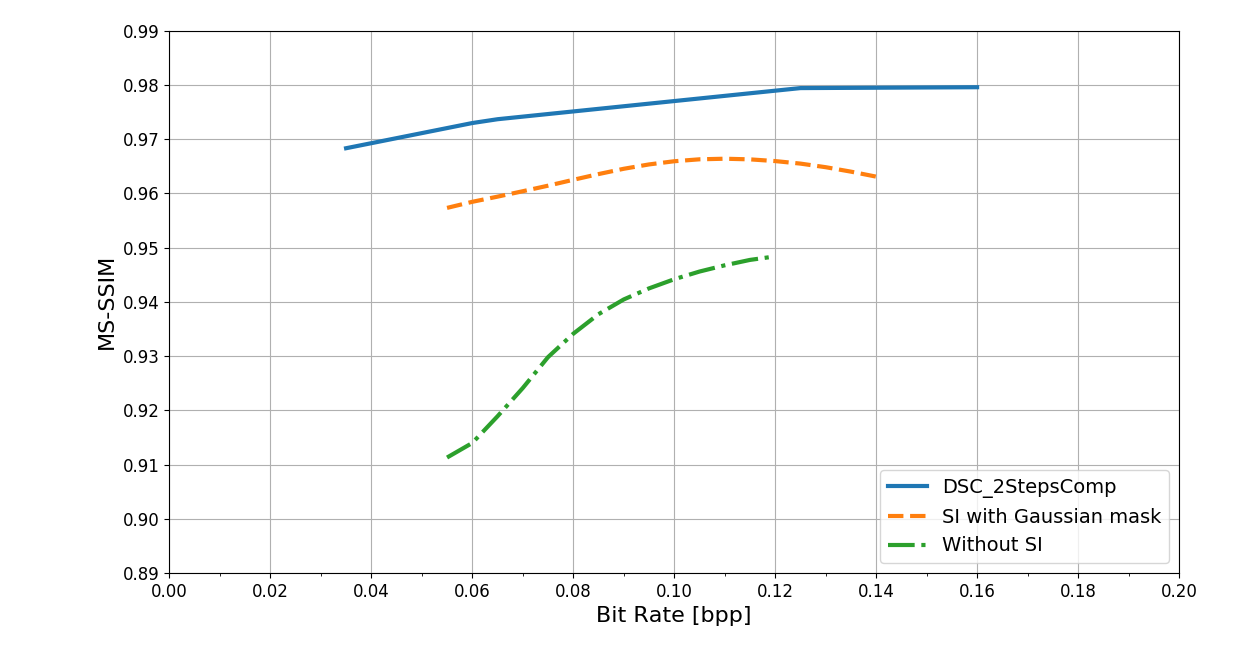 0.99
0.98
0.97
0.96
0.95
0.94
0.93
0.92
0.91
0.90
0.89
MS-SSIM
0.00 0.02 0.04 0.06 0.08 0.10 0.12 0.14 0.16 0.18 0.20
Bit Rate [bpp]
DSC_2StepsComp
SI with Gaussian mask
Without SI